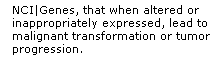 NCI|Genes, that when altered or
inappropriately expressed, lead to
malignant transformation or tumor
progression.